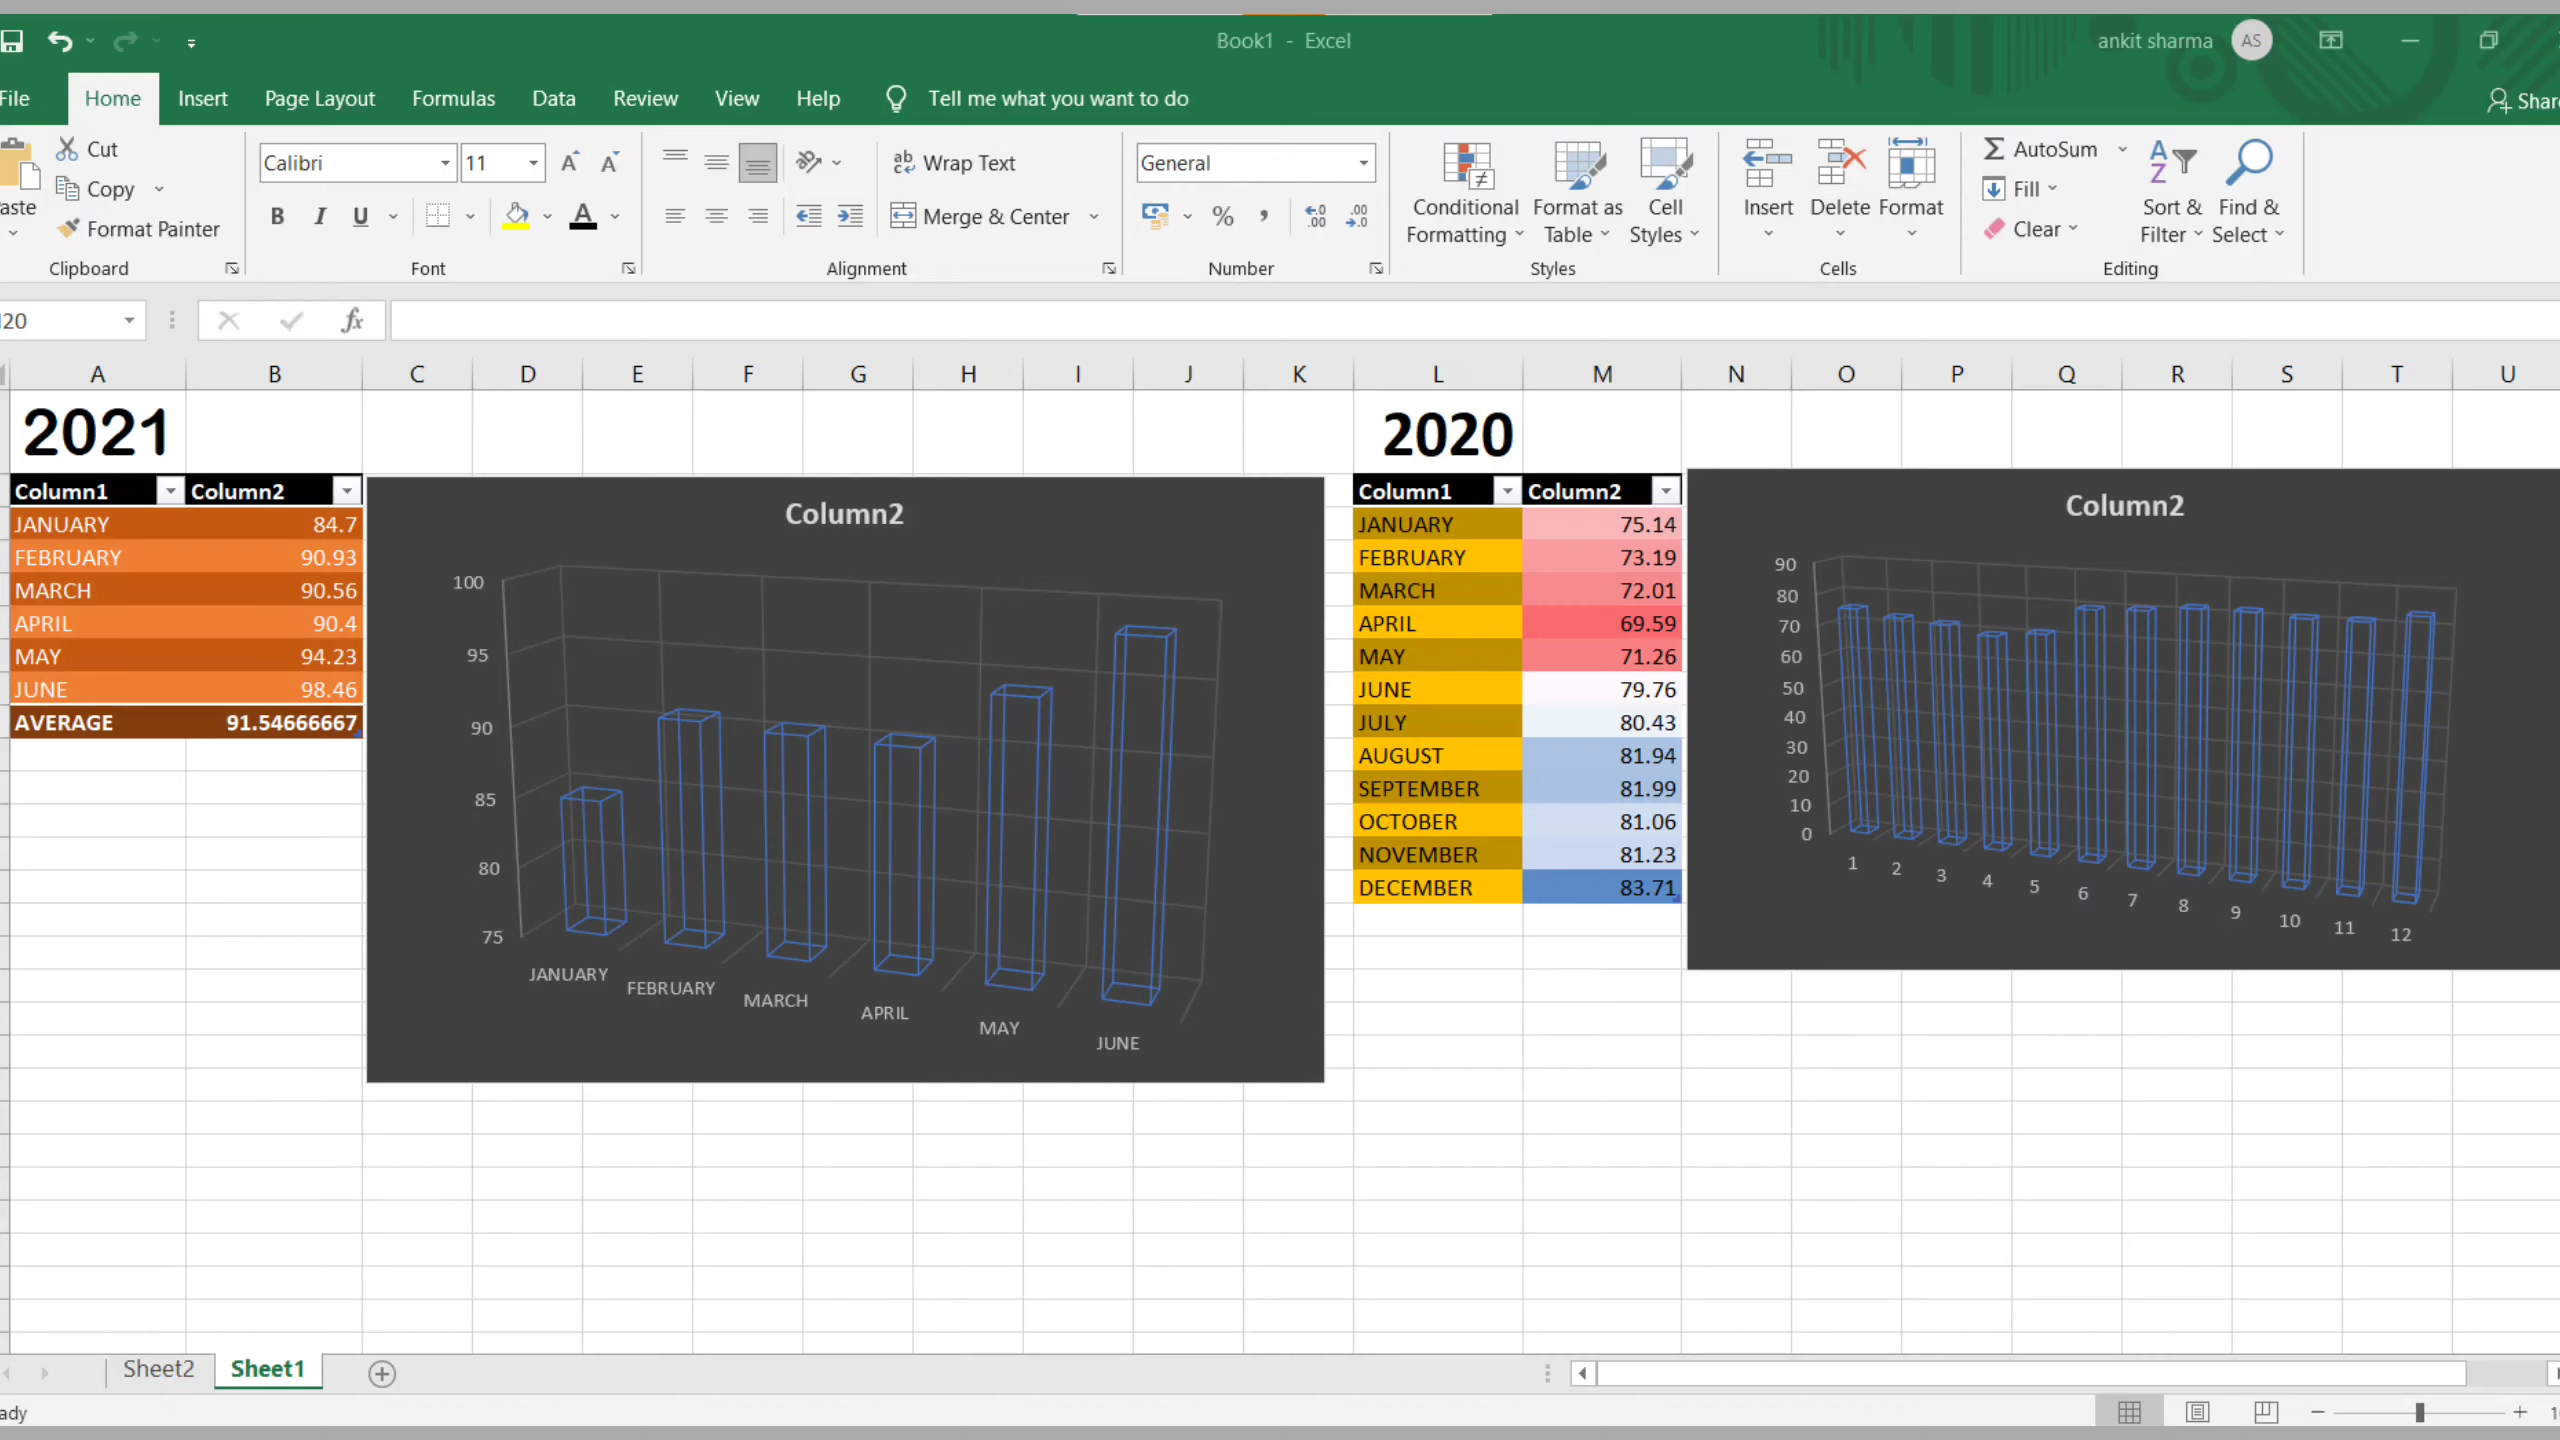 Book1 - Excel
ankit sharma AS
File Home Insert Page Layout Formulas Data Review View Help Tell me what you want to do
Cut
Copy
Format Painter
Clipboard
Calibri 11
B I U A
Font
Wrap Text
Merge & Center
Alignment
General
% ,
Number
Conditional Formatting
Format as Table
Cell Styles
Styles
Insert Delete Format
Cells
AutoSum
Fill
Clear
Sort & Filter
Find & Select
Editing
fx
A B C D E F G H I J K L M N O P Q R S T U
2021
Column1 Column2
JANUARY 84.7
FEBRUARY 90.93
MARCH 90.56
APRIL 90.4
MAY 94.23
JUNE 98.46
AVERAGE 91.54666667
Column2
100
95
90
85
80
75
JANUARY
FEBRUARY
MARCH
APRIL
MAY
JUNE
2020
Column1 Column2
JANUARY 75.14
FEBRUARY 73.19
MARCH 72.01
APRIL 69.59
MAY 71.26
JUNE 79.76
JULY 80.43
AUGUST 81.94
SEPTEMBER 81.99
OCTOBER 81.06
NOVEMBER 81.23
DECEMBER 83.71
Column2
90
80
70
60
50
40
30
20
10
0
1 2 3 4 5 6 7 8 9 10 11 12
Sheet2 Sheet1